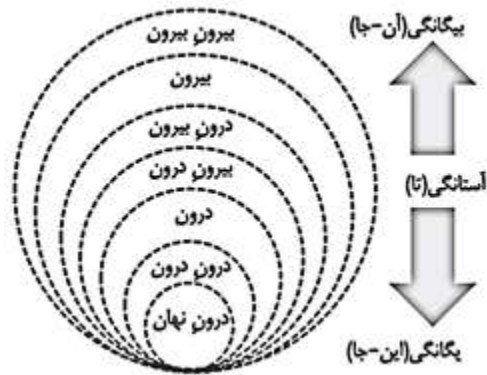 بیرونِ بیرون
بیرون
درونِ بیرون
بیرونِ درون
درون
درونِ درون
درونِ نهان
بیگانگی(آن-جا)
آستانگی(تا)
یگانگی(این-جا)